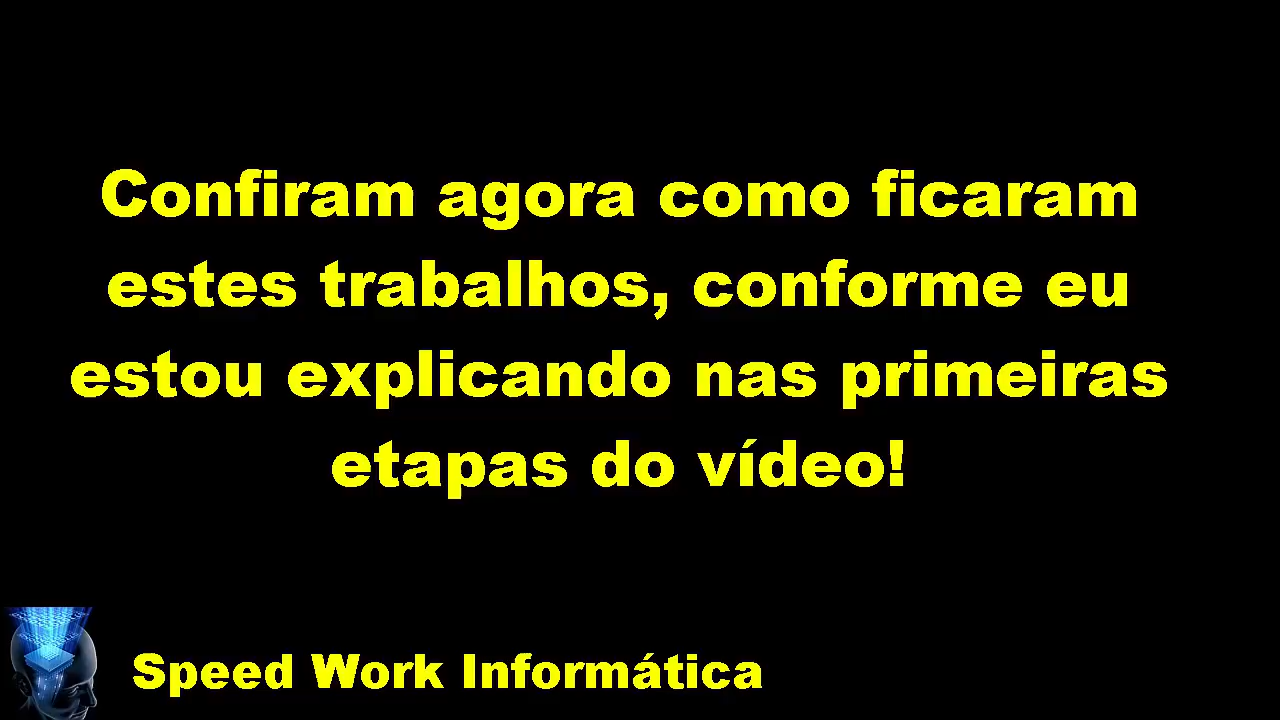 Confiram agora como ficaram
estes trabalhos, conforme eu
estou explicando nas primeiras
etapas do vídeo!
Speed Work Informática